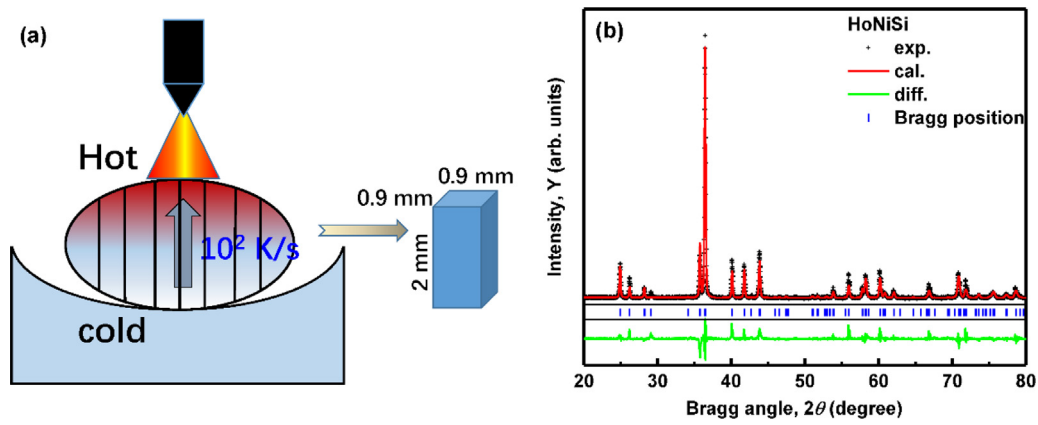 (a)
Hot
10² K/s
cold
0.9 mm
0.9 mm
2 mm
(b)
HoNiSi
exp.
cal.
diff.
Bragg position
Intensity, Y (arb. units)
20 30 40 50 60 70 80
Bragg angle, 2θ (degree)